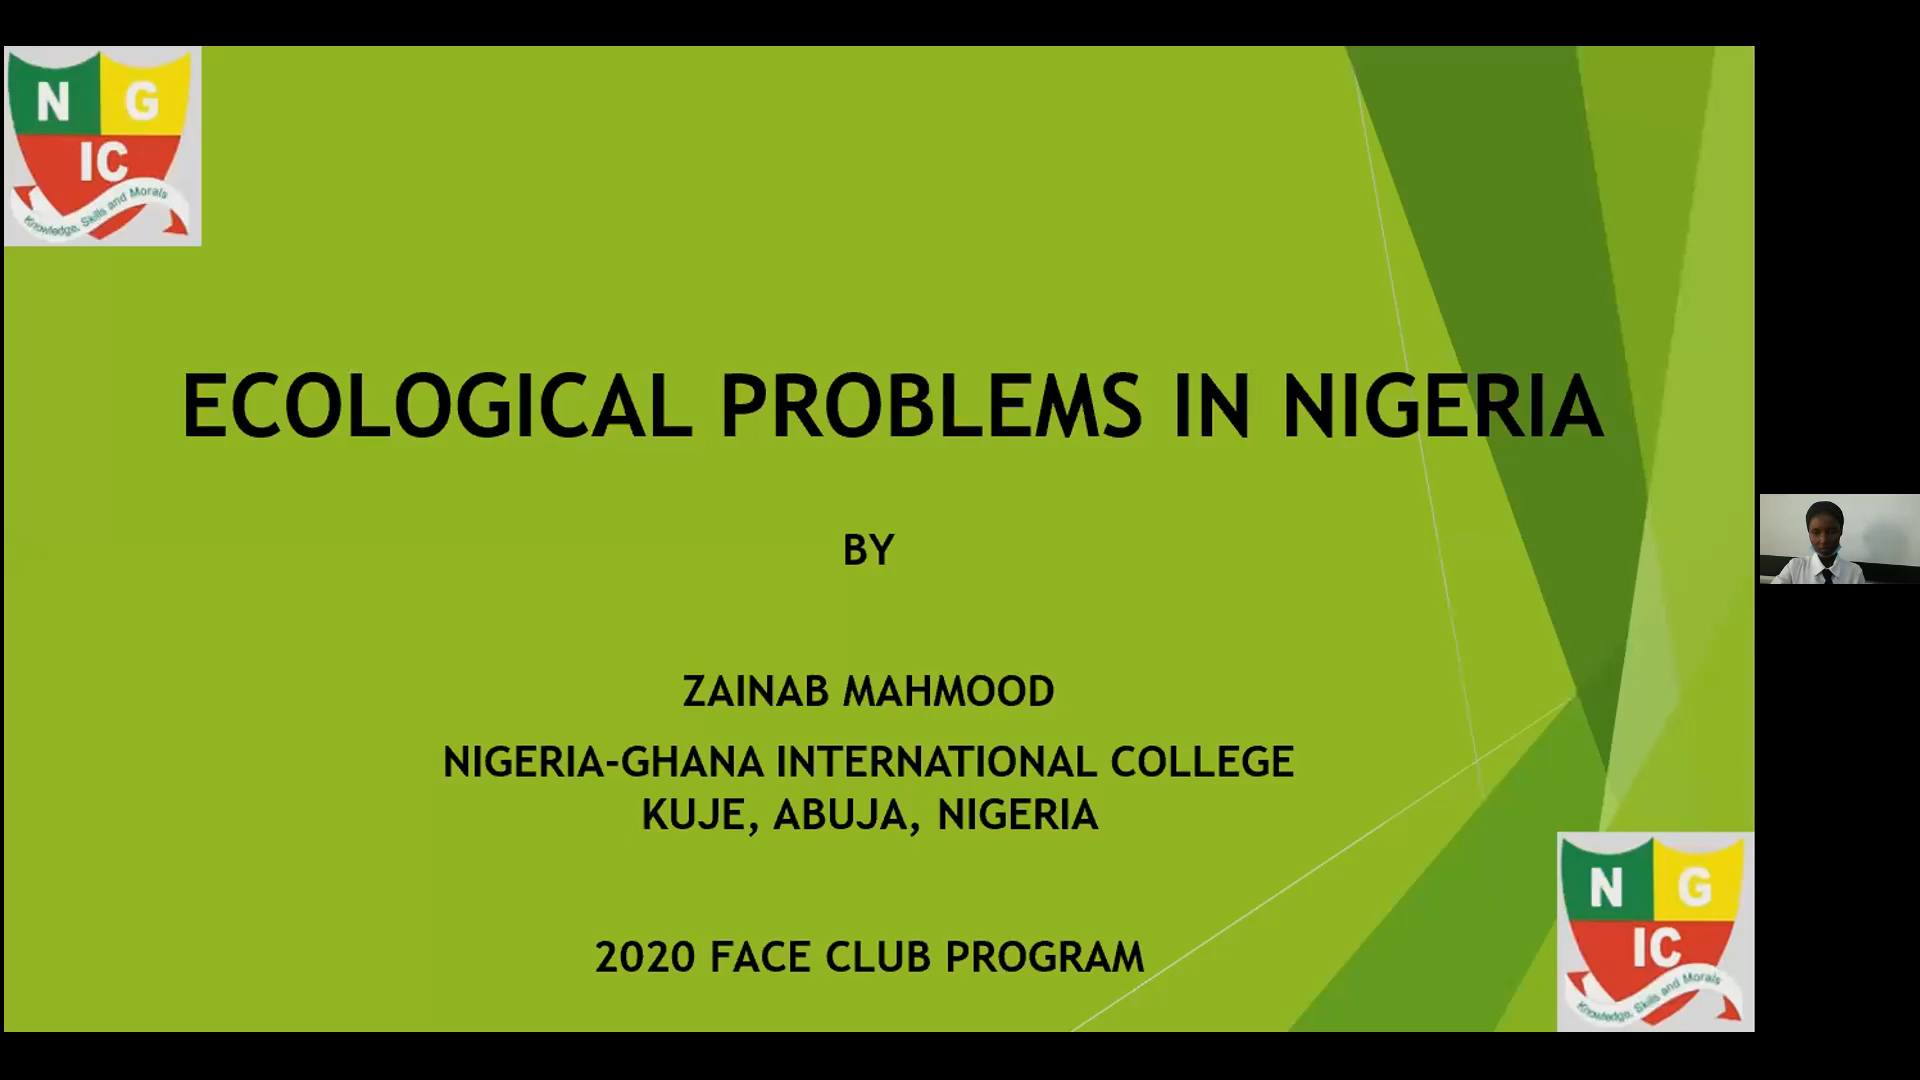 N G
IC
Knowledge, Skills and Morals
ECOLOGICAL PROBLEMS IN NIGERIA
BY
ZAINAB MAHMOOD
NIGERIA-GHANA INTERNATIONAL COLLEGE
KUJE, ABUJA, NIGERIA
2020 FACE CLUB PROGRAM
N G
IC
Knowledge, Skills and Morals